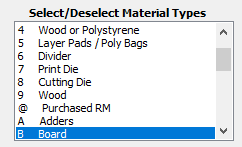 Select/Deselect Material Types
4 Wood or Polystyrene
5 Layer Pads / Poly Bags
6 Divider
7 Print Die
8 Cutting Die
9 Wood
@ Purchased RM
A Adders
B Board